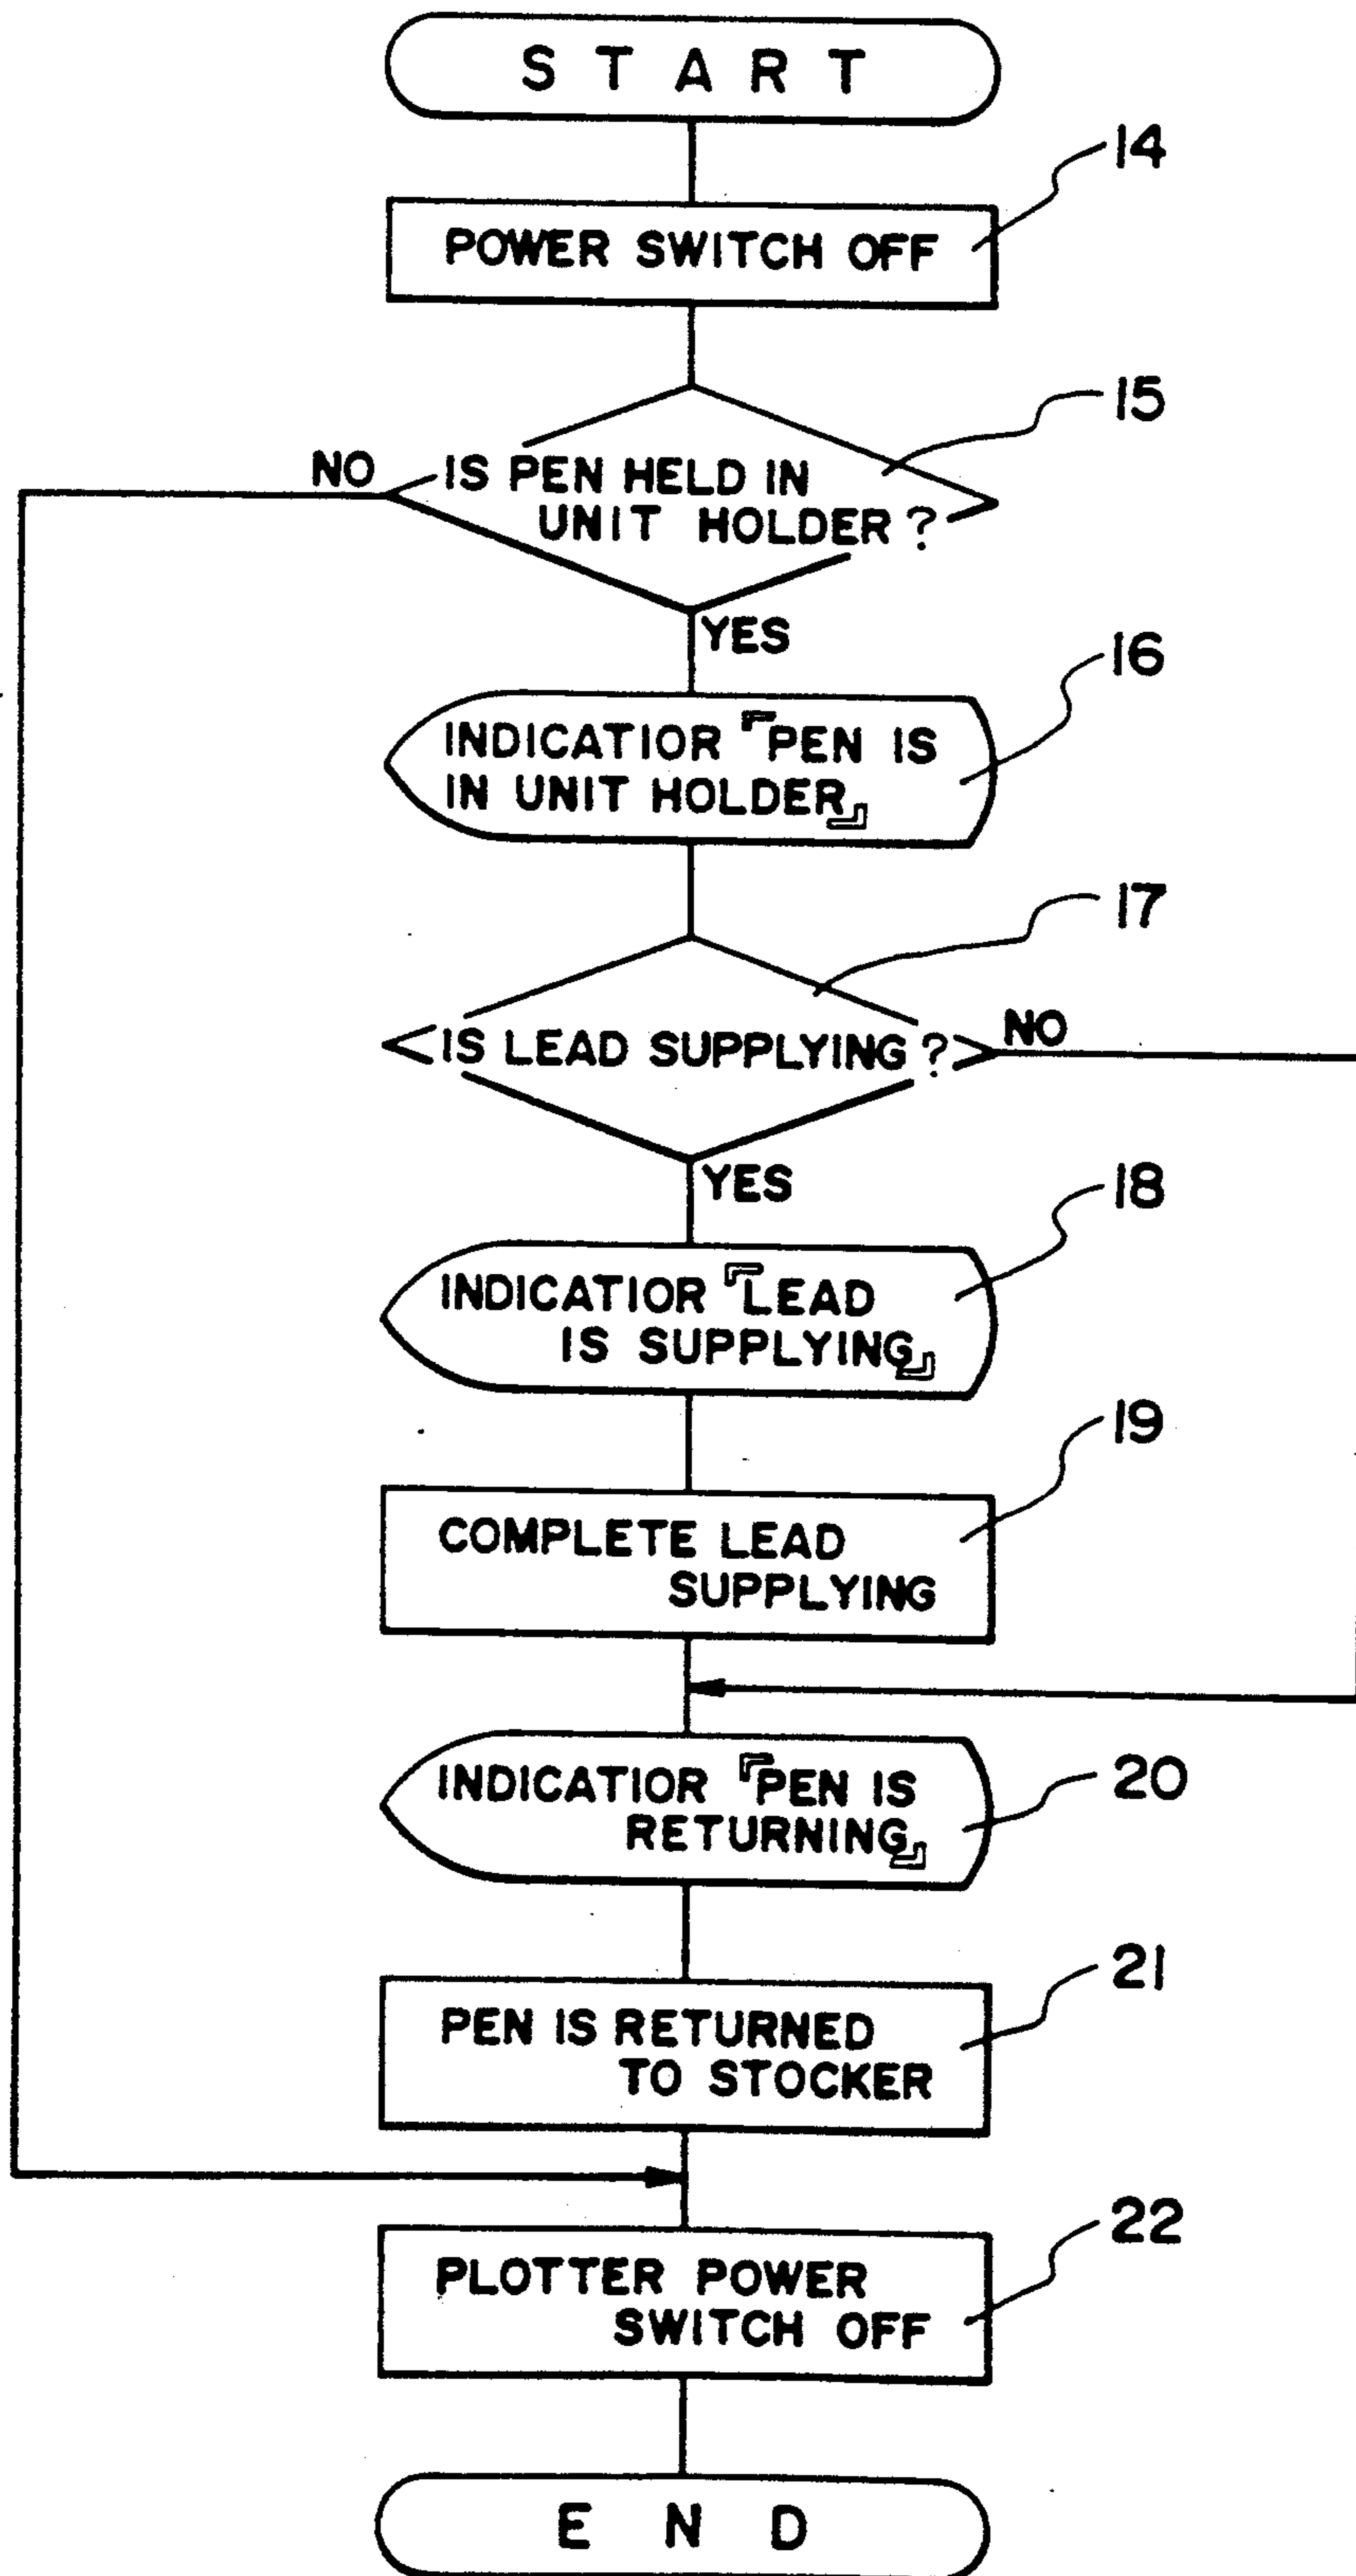 START
14
POWER SWITCH OFF
15
NO
IS PEN HELD IN
UNIT HOLDER?
YES
16
INDICATIOR『PEN IS
IN UNIT HOLDER』
17
IS LEAD SUPPLYING?
NO
YES
18
INDICATIOR『LEAD
IS SUPPLYING』
19
COMPLETE LEAD
SUPPLYING
20
INDICATIOR『PEN IS
RETURNING』
21
PEN IS RETURNED
TO STOCKER
22
PLOTTER POWER
SWITCH OFF
END